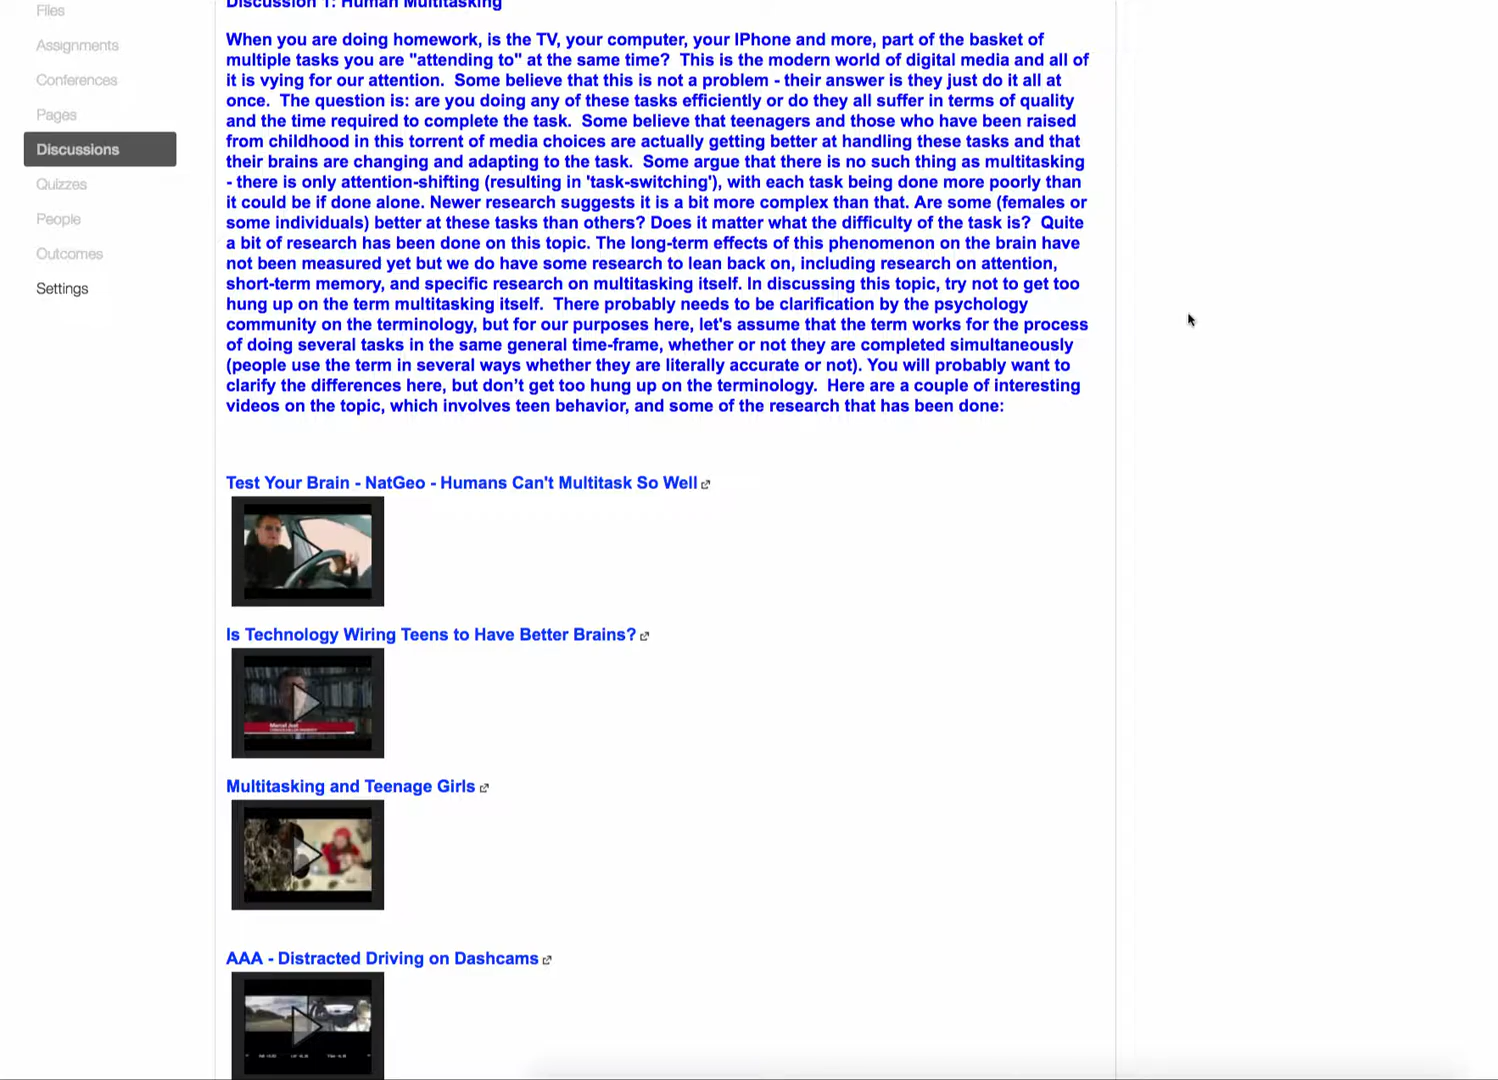 Files
Assignments
Conferences
Pages
Discussions
Quizzes
People
Outcomes
Settings
Discussion 1: Human Multitasking
When you are doing homework, is the TV, your computer, your IPhone and more, part of the basket of
multiple tasks you are "attending to" at the same time?  This is the modern world of digital media and all of
it is vying for our attention.  Some believe that this is not a problem - their answer is they just do it all at
once.  The question is: are you doing any of these tasks efficiently or do they all suffer in terms of quality
and the time required to complete the task.  Some believe that teenagers and those who have been raised
from childhood in this torrent of media choices are actually getting better at handling these tasks and that
their brains are changing and adapting to the task.  Some argue that there is no such thing as multitasking
- there is only attention-shifting (resulting in 'task-switching'), with each task being done more poorly than
it could be if done alone. Newer research suggests it is a bit more complex than that. Are some (females or
some individuals) better at these tasks than others? Does it matter what the difficulty of the task is?  Quite
a bit of research has been done on this topic. The long-term effects of this phenomenon on the brain have
not been measured yet but we do have some research to lean back on, including research on attention,
short-term memory, and specific research on multitasking itself. In discussing this topic, try not to get too
hung up on the term multitasking itself.  There probably needs to be clarification by the psychology
community on the terminology, but for our purposes here, let's assume that the term works for the process
of doing several tasks in the same general time-frame, whether or not they are completed simultaneously
(people use the term in several ways whether they are literally accurate or not). You will probably want to
clarify the differences here, but don’t get too hung up on the terminology.  Here are a couple of interesting
videos on the topic, which involves teen behavior, and some of the research that has been done:
Test Your Brain - NatGeo - Humans Can't Multitask So Well
Is Technology Wiring Teens to Have Better Brains?
Marcel Just
Multitasking and Teenage Girls
AAA - Distracted Driving on Dashcams